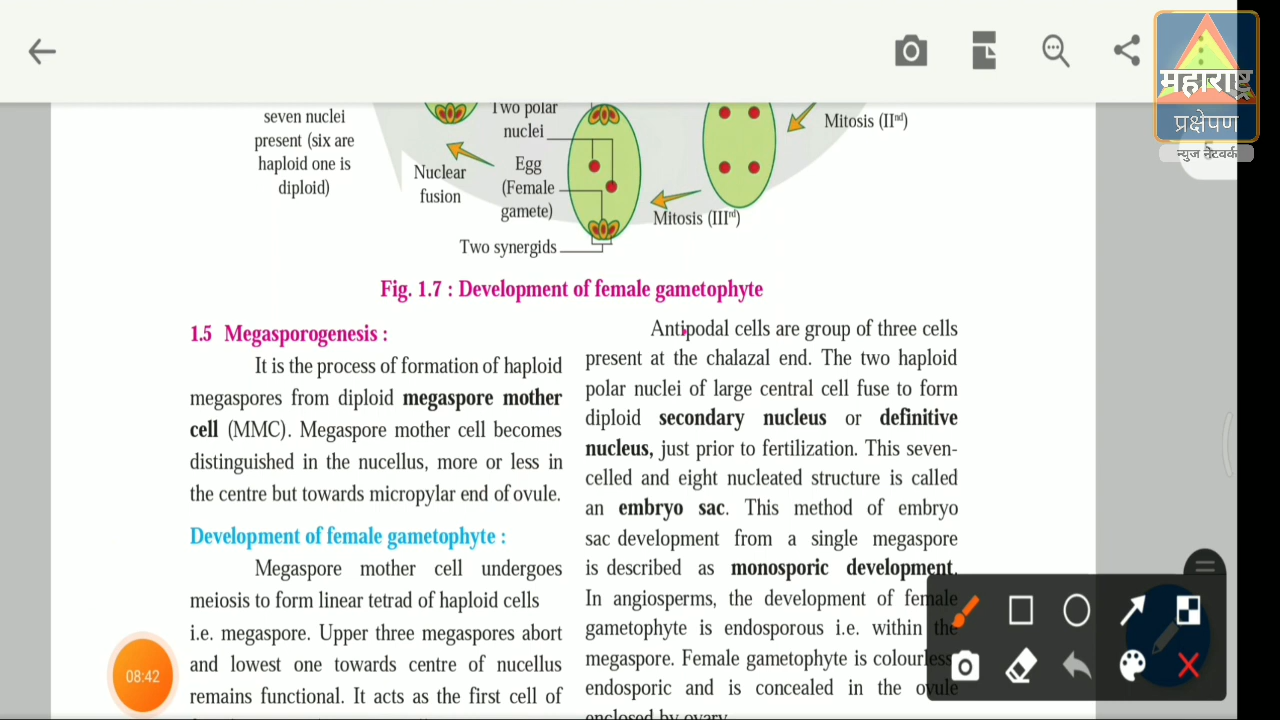 महाराष्ट्र
प्रक्षेपण
न्युज नेटवर्क
seven nuclei
present (six are
haploid one is
diploid)
Nuclear
fusion
Two polar
nuclei
Egg
(Female
gamete)
Two synergids
Mitosis (IIIrd)
Mitosis (IInd)
Fig. 1.7 : Development of female gametophyte
1.5 Megasporogenesis :
It is the process of formation of haploid
megaspores from diploid megaspore mother
cell (MMC). Megaspore mother cell becomes
distinguished in the nucellus, more or less in
the centre but towards micropylar end of ovule.
Development of female gametophyte :
Megaspore mother cell undergoes
meiosis to form linear tetrad of haploid cells
i.e. megaspore. Upper three megaspores abort
and lowest one towards centre of nucellus
remains functional. It acts as the first cell of
Antipodal cells are group of three cells
present at the chalazal end. The two haploid
polar nuclei of large central cell fuse to form
diploid secondary nucleus or definitive
nucleus, just prior to fertilization. This seven-
celled and eight nucleated structure is called
an embryo sac. This method of embryo
sac development from a single megaspore
is described as monosporic development.
In angiosperms, the development of female
gametophyte is endosporous i.e. within the
megaspore. Female gametophyte is colourless
endosporic and is concealed in the ovule
enclosed by ovary
08:42